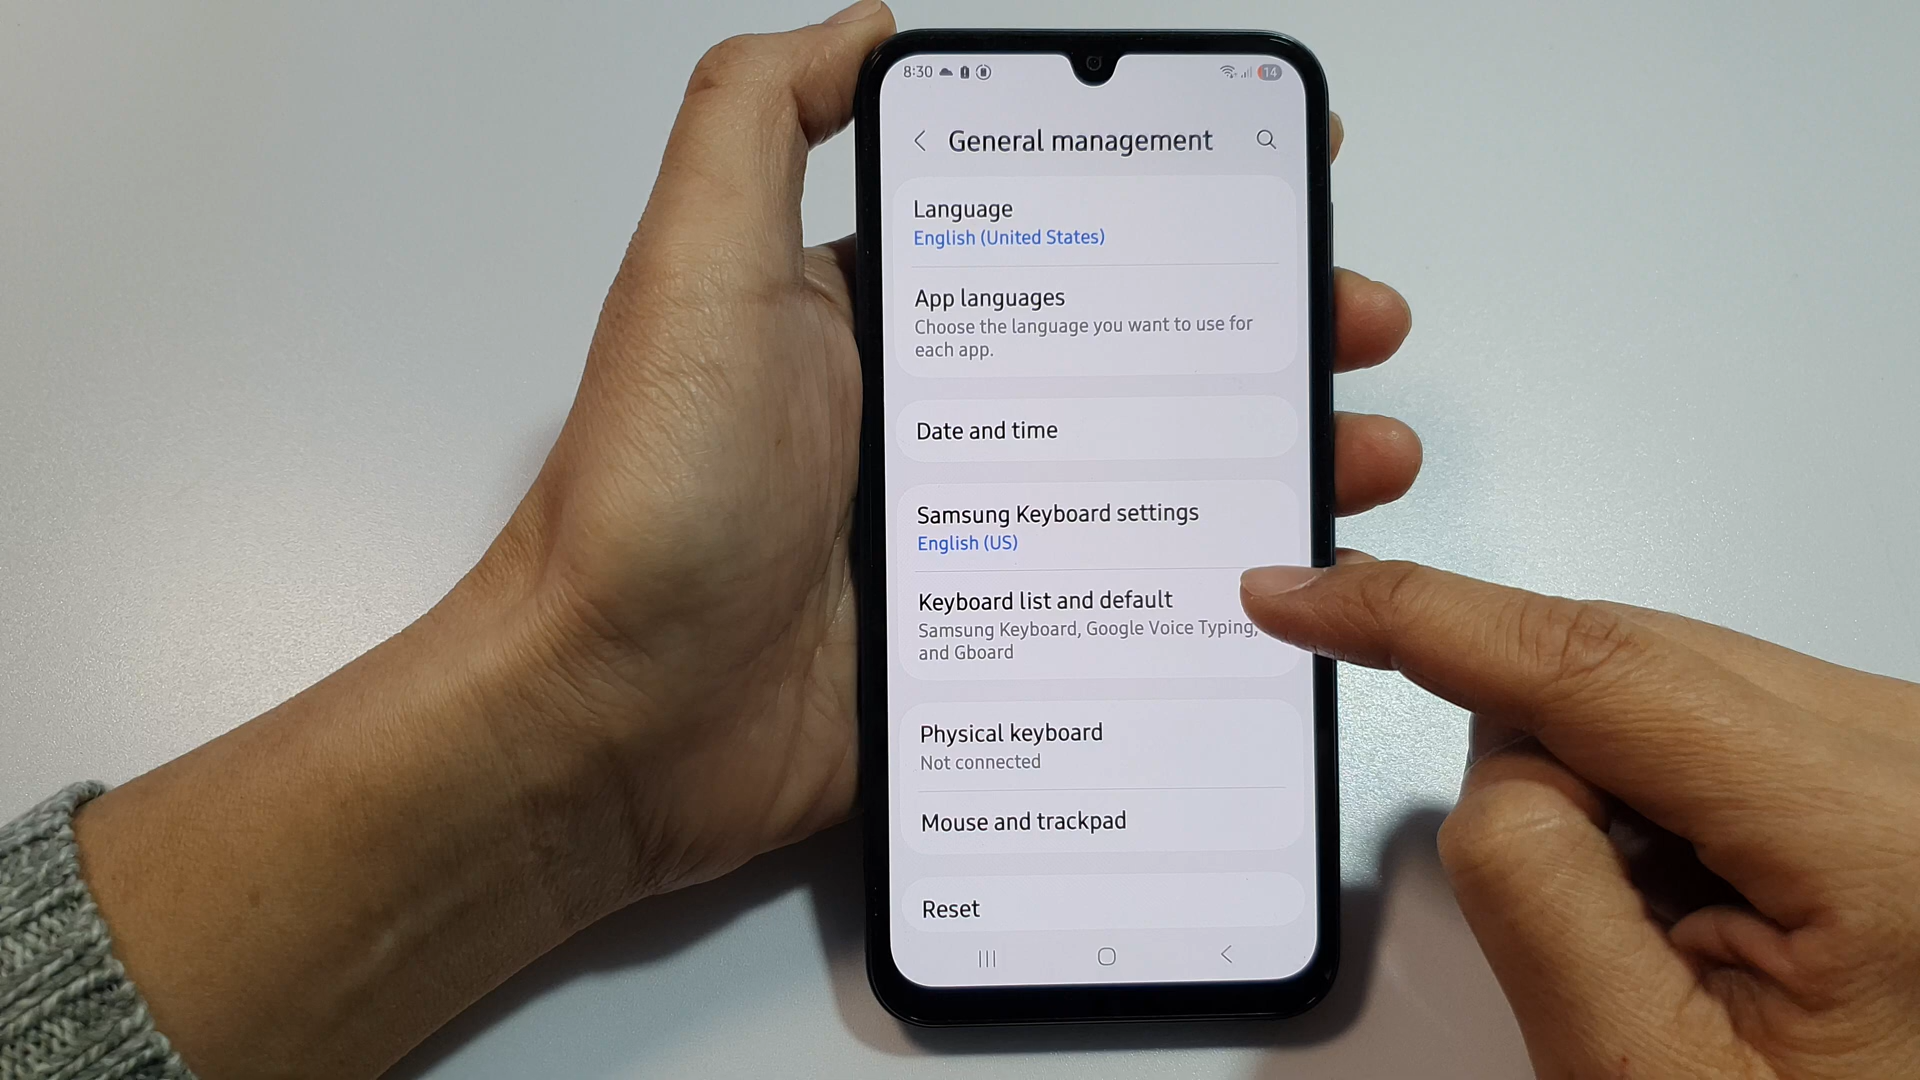 8:30
14
General management
Language
English (United States)
App languages
Choose the language you want to use for
each app.
Date and time
Samsung Keyboard settings
English (US)
Keyboard list and default
Samsung Keyboard, Google Voice Typing,
and Gboard
Physical keyboard
Not connected
Mouse and trackpad
Reset